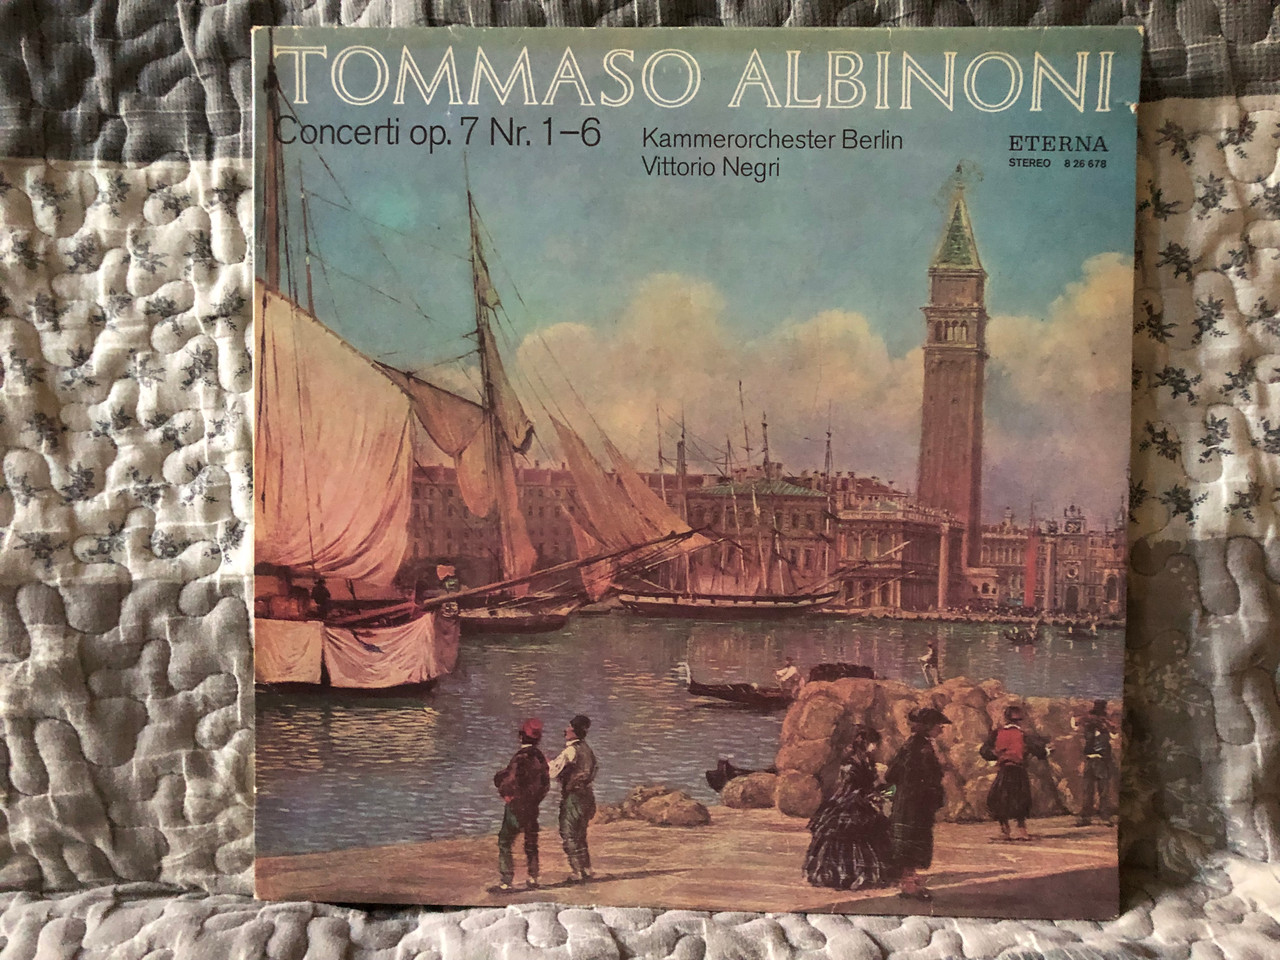 TOMMASO ALBINONI
Concerti op. 7 Nr. 1–6
Kammerorchester Berlin
Vittorio Negri
ETERNA
STEREO 8 26 678